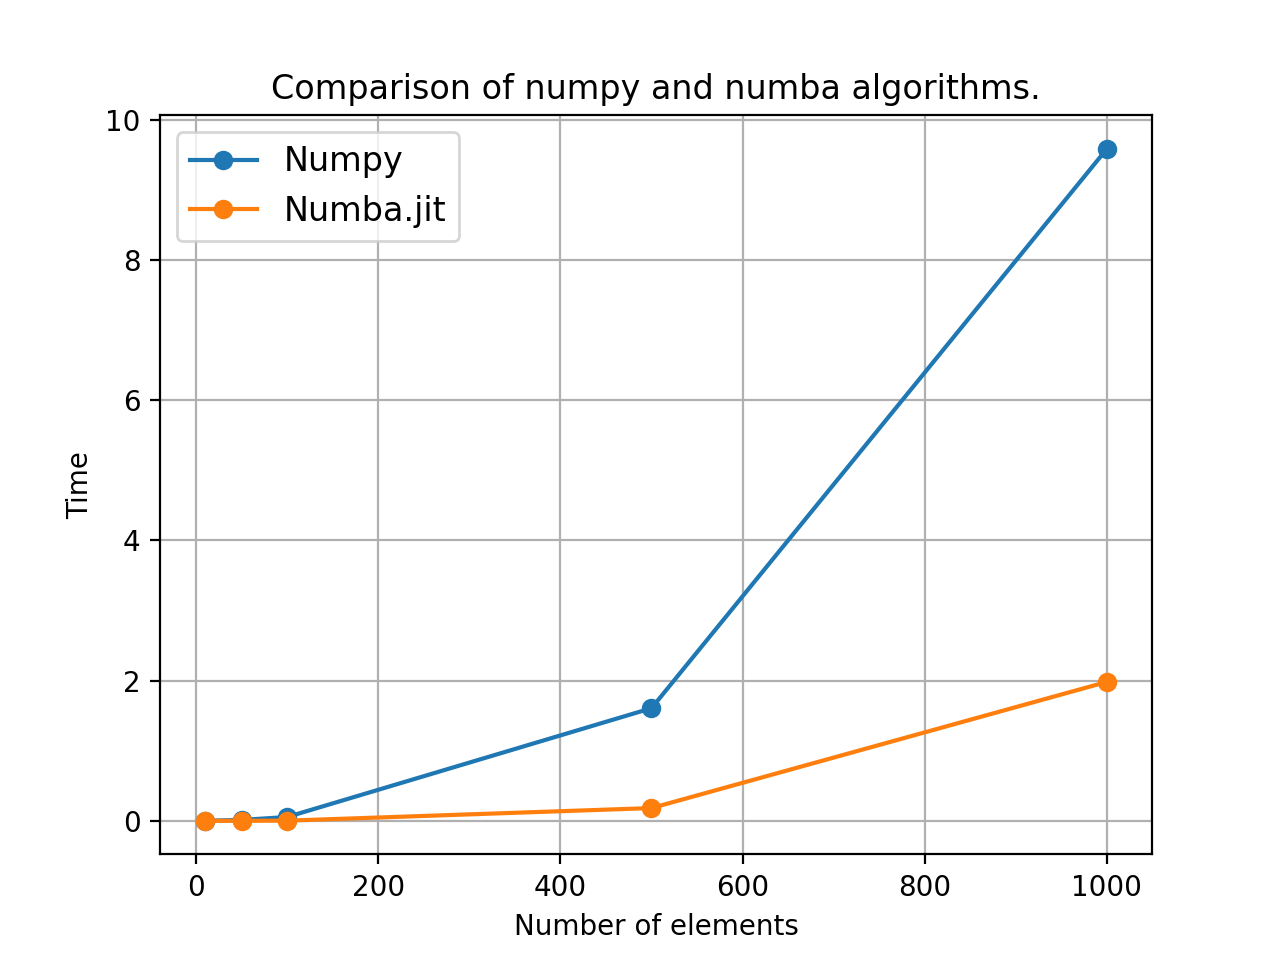 Comparison of numpy and numba algorithms.
10
8
6
4
2
0
Time
Numpy
Numba.jit
0 200 400 600 800 1000
Number of elements